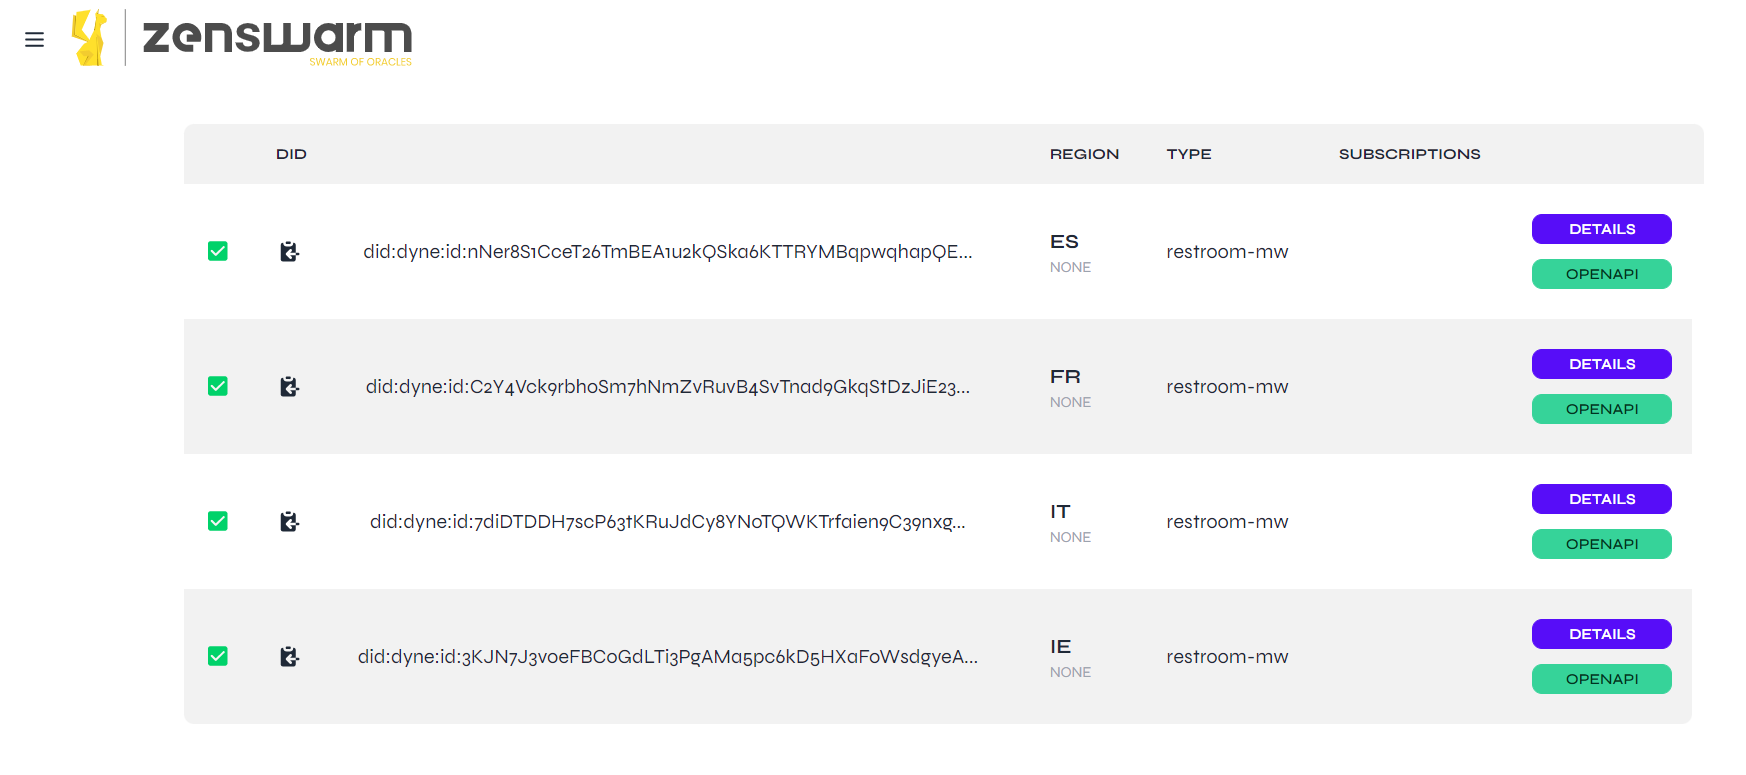 zenswarm
SWARM OF ORACLES
DID REGION TYPE SUBSCRIPTIONS
did:dyne:id:nNer8S1CceT26TmBEA1u2kQSka6KTTRYMBqpwqhapQE... ES restroom-mw DETAILS
NONE OPENAPI
did:dyne:id:C2Y4Vck9rbhoSm7hNmZvRuvB4SvTnad9GkqStDzJiE23... FR restroom-mw DETAILS
NONE OPENAPI
did:dyne:id:7diDTDDH7scP63tKRuJdCy8YNoTQWKTrfaien9C39nxg... IT restroom-mw DETAILS
NONE OPENAPI
did:dyne:id:3KJN7J3voeFBCoGdLTi3PgAMa5pc6kD5HXaFoWsdgyeA... IE restroom-mw DETAILS
NONE OPENAPI